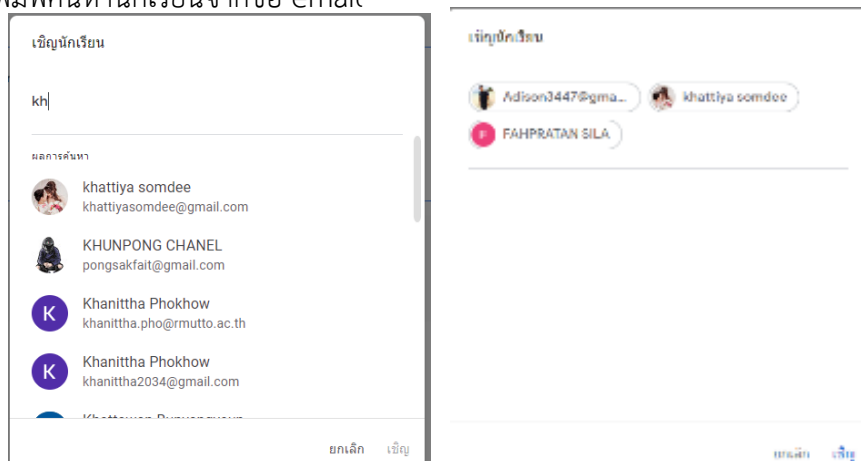 เชิญนักเรียน
kh
ผลการค้นหา
khattiya somdee
khattiyasomdee@gmail.com
KHUNPONG CHANEL
pongsakfait@gmail.com
Khanittha Phokhow
khanittha.pho@rmutto.ac.th
Khanittha Phokhow
khanittha2034@gmail.com
ยกเลิก เชิญ
เชิญนักเรียน
Adison3447@gma... khattiya somdee
F FAHPRATAN SILA
ยกเลิก เชิญ